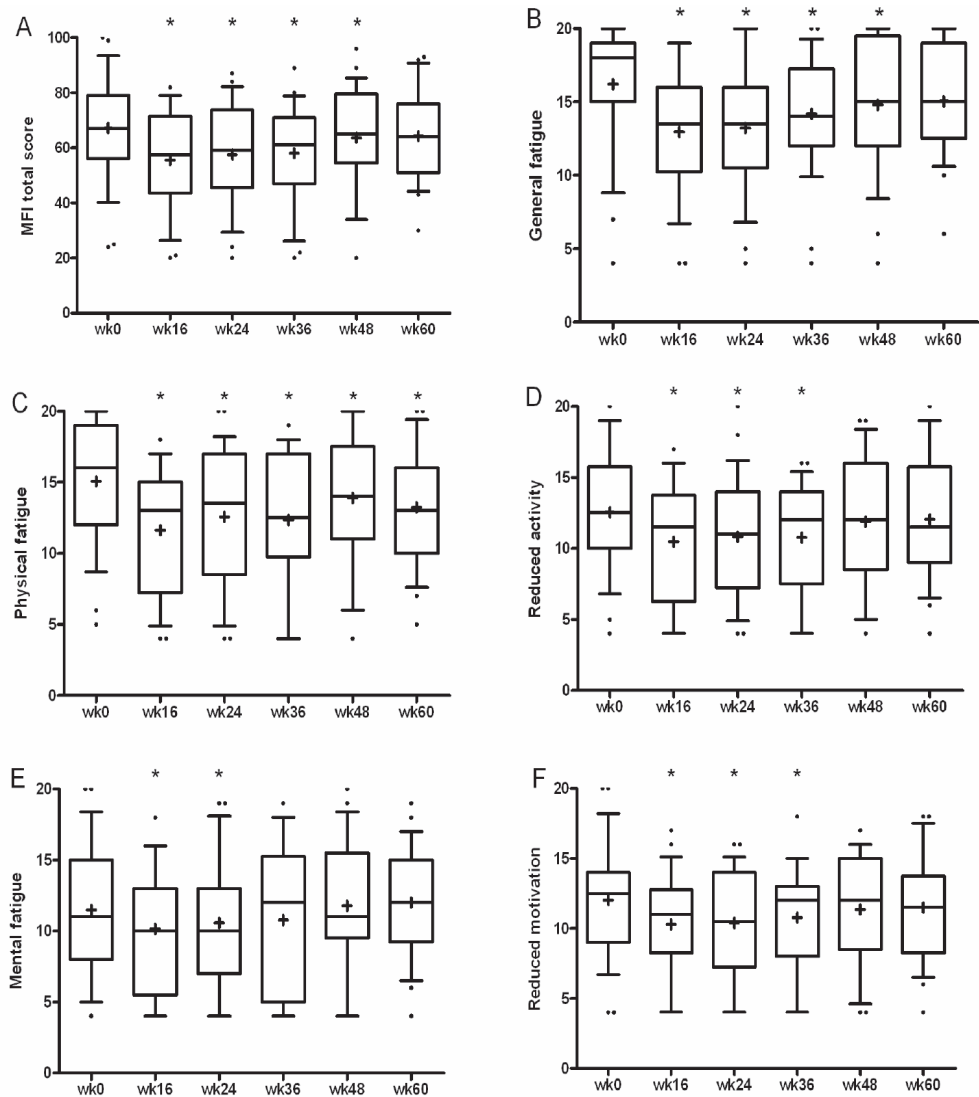 A
* * * *
MFI total score
100
80
60
40
20
0
wk0 wk16 wk24 wk36 wk48 wk60
B
* * * *
General fatigue
20
15
10
5
0
wk0 wk16 wk24 wk36 wk48 wk60
C
* * * * *
Physical fatigue
20
15
10
5
0
wk0 wk16 wk24 wk36 wk48 wk60
D
* * *
Reduced activity
20
15
10
5
0
wk0 wk16 wk24 wk36 wk48 wk60
E
* *
Mental fatigue
20
15
10
5
0
wk0 wk16 wk24 wk36 wk48 wk60
F
* * *
Reduced motivation
20
15
10
5
0
wk0 wk16 wk24 wk36 wk48 wk60